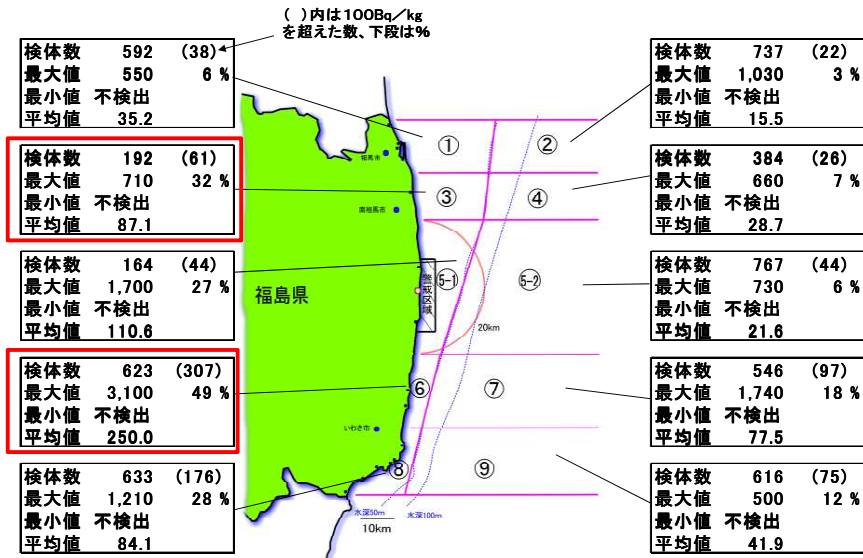 ( )内は100Bq/kg
を超えた数、下段は%
検体数 592 (38)
最大値 550 6 %
最小値 不検出
平均値 35.2
検体数 192 (61)
最大値 710 32 %
最小値 不検出
平均値 87.1
検体数 164 (44)
最大値 1,700 27 %
最小値 不検出
平均値 110.6
検体数 623 (307)
最大値 3,100 49 %
最小値 不検出
平均値 250.0
検体数 633 (176)
最大値 1,210 28 %
最小値 不検出
平均値 84.1
相馬市
南相馬市
福島県
いわき市
警戒区域
① ②
③ ④
5-1 5-2
20km
⑥ ⑦
⑧ ⑨
水深50m 水深100m
10km
検体数 737 (22)
最大値 1,030 3 %
最小値 不検出
平均値 15.5
検体数 384 (26)
最大値 660 7 %
最小値 不検出
平均値 28.7
検体数 767 (44)
最大値 730 6 %
最小値 不検出
平均値 21.6
検体数 546 (97)
最大値 1,740 18 %
最小値 不検出
平均値 77.5
検体数 616 (75)
最大値 500 12 %
最小値 不検出
平均値 41.9